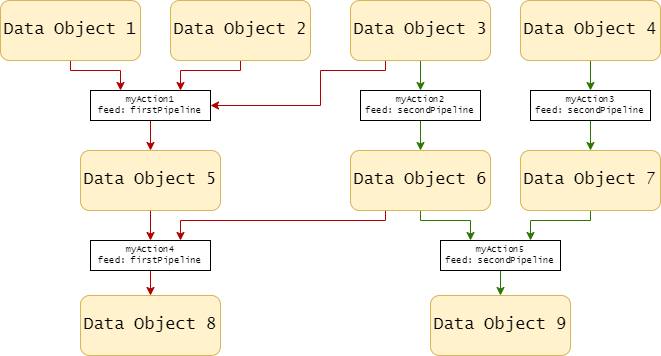 Data Object 1
Data Object 2
Data Object 3
Data Object 4
myAction1
feed: firstPipeline
myAction2
feed: secondPipeline
myAction3
feed: secondPipeline
Data Object 5
Data Object 6
Data Object 7
myAction4
feed: firstPipeline
myAction5
feed: secondPipeline
Data Object 8
Data Object 9